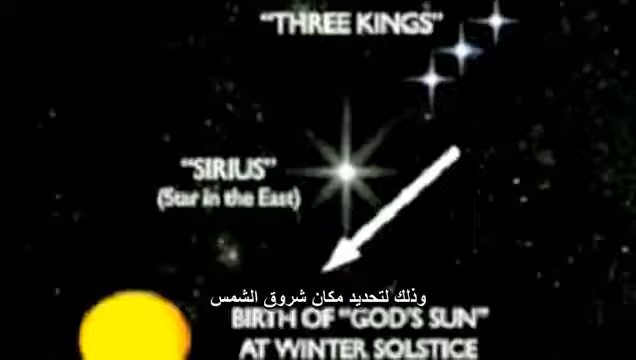 "THREE KINGS"
"SIRIUS"
(Star in the East)
وذلك لتحديد مكان شروق الشمس
BIRTH OF "GOD'S SUN"
AT WINTER SOLSTICE